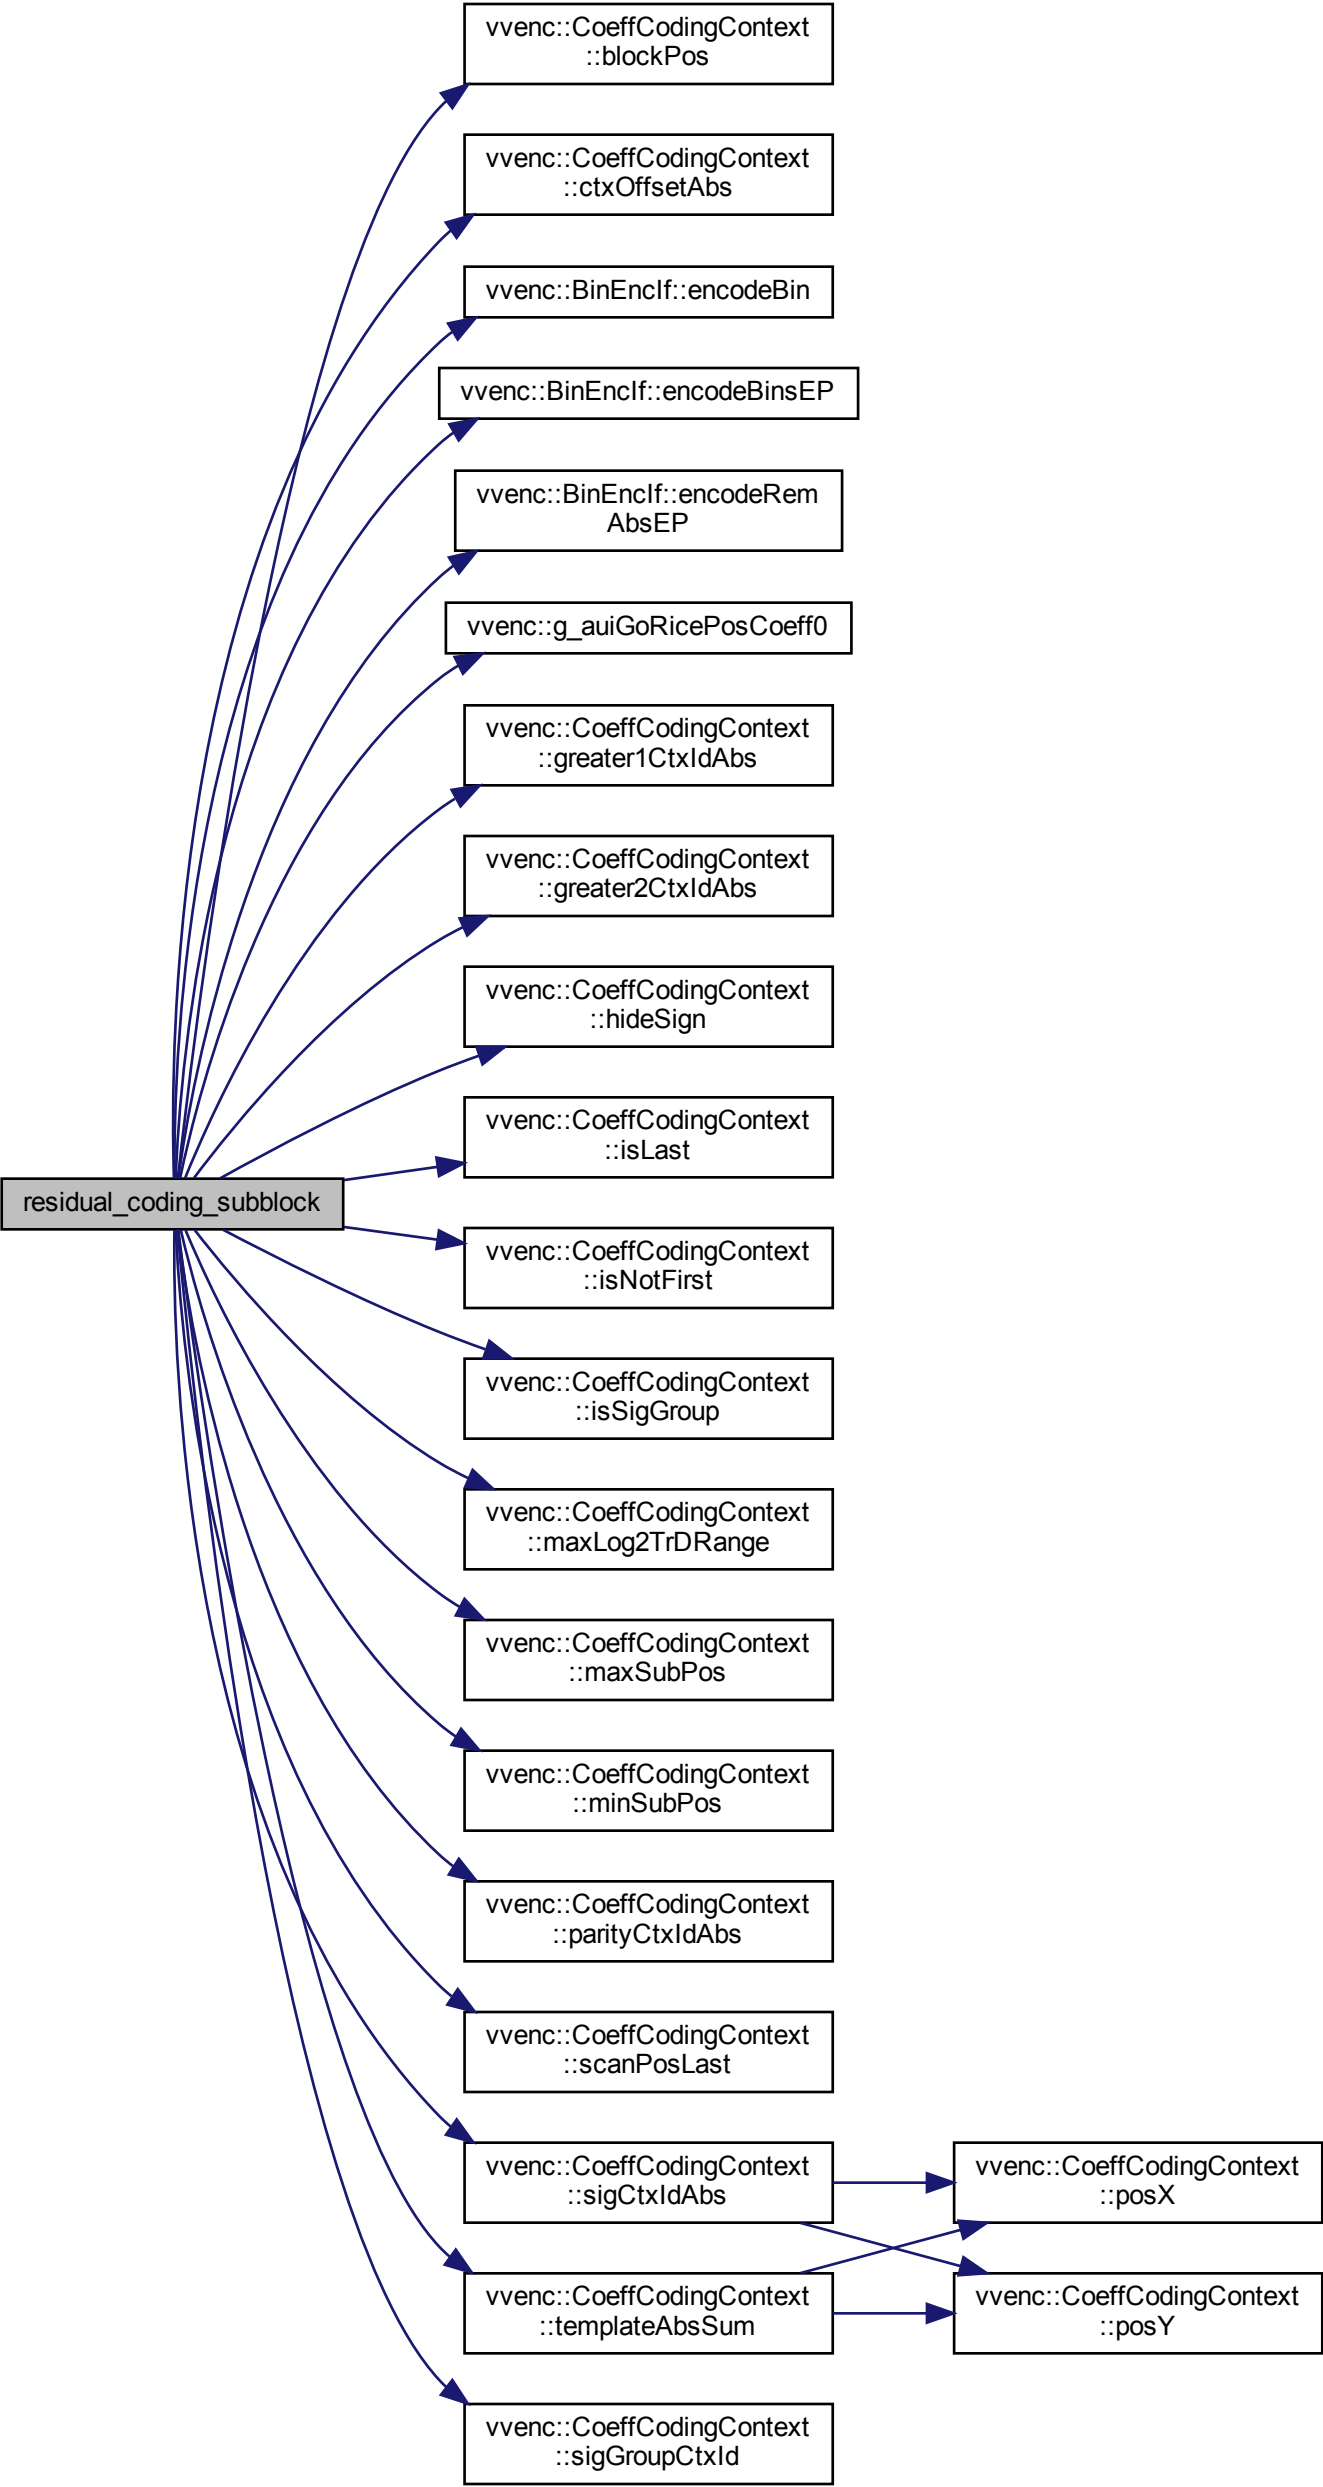 vvenc::CoeffCodingContext
::blockPos
vvenc::CoeffCodingContext
::ctxOffsetAbs
vvenc::BinEncIf::encodeBin
vvenc::BinEncIf::encodeBinsEP
vvenc::BinEncIf::encodeRem
AbsEP
vvenc::g_auiGoRicePosCoeff0
vvenc::CoeffCodingContext
::greater1CtxIdAbs
vvenc::CoeffCodingContext
::greater2CtxIdAbs
vvenc::CoeffCodingContext
::hideSign
vvenc::CoeffCodingContext
::isLast
residual_coding_subblock
vvenc::CoeffCodingContext
::isNotFirst
vvenc::CoeffCodingContext
::isSigGroup
vvenc::CoeffCodingContext
::maxLog2TrDRange
vvenc::CoeffCodingContext
::maxSubPos
vvenc::CoeffCodingContext
::minSubPos
vvenc::CoeffCodingContext
::parityCtxIdAbs
vvenc::CoeffCodingContext
::scanPosLast
vvenc::CoeffCodingContext
::sigCtxIdAbs
vvenc::CoeffCodingContext
::posX
vvenc::CoeffCodingContext
::templateAbsSum
vvenc::CoeffCodingContext
::posY
vvenc::CoeffCodingContext
::sigGroupCtxId